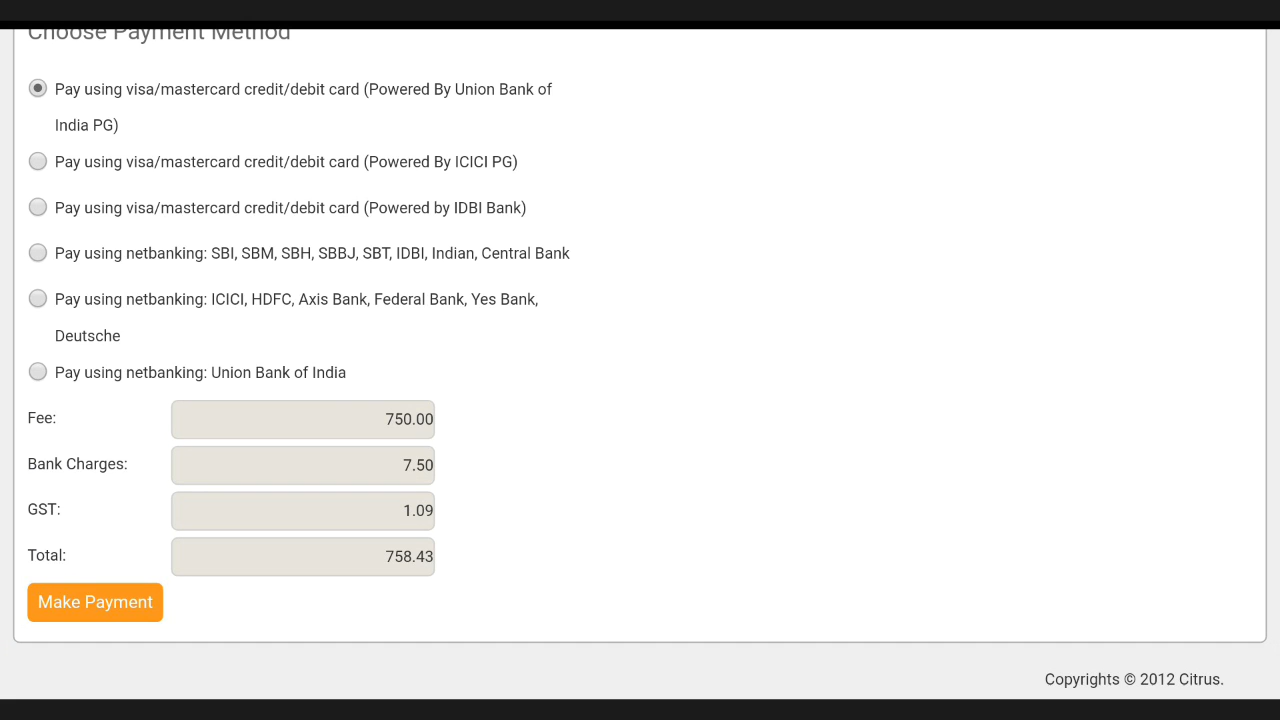 Choose Payment Method
Pay using visa/mastercard credit/debit card (Powered By Union Bank of
India PG)
Pay using visa/mastercard credit/debit card (Powered By ICICI PG)
Pay using visa/mastercard credit/debit card (Powered by IDBI Bank)
Pay using netbanking: SBI, SBM, SBH, SBBJ, SBT, IDBI, Indian, Central Bank
Pay using netbanking: ICICI, HDFC, Axis Bank, Federal Bank, Yes Bank,
Deutsche
Pay using netbanking: Union Bank of India
Fee: 750.00
Bank Charges: 7.50
GST: 1.09
Total: 758.43
Make Payment
Copyrights © 2012 Citrus.